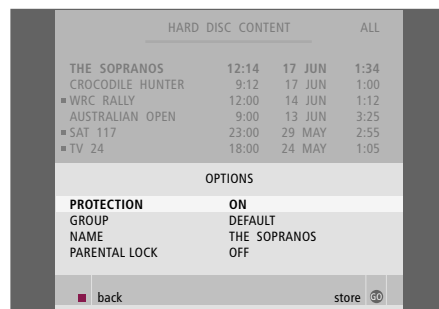 HARD DISC CONTENT ALL
THE SOPRANOS 12:14 17 JUN 1:34
CROCODILE HUNTER 9:12 17 JUN 1:00
WRC RALLY 12:00 14 JUN 1:12
AUSTRALIAN OPEN 9:00 13 JUN 3:25
SAT 117 23:00 29 MAY 2:55
TV 24 18:00 24 MAY 1:05
OPTIONS
PROTECTION ON
GROUP DEFAULT
NAME THE SOPRANOS
PARENTAL LOCK OFF
back store GO